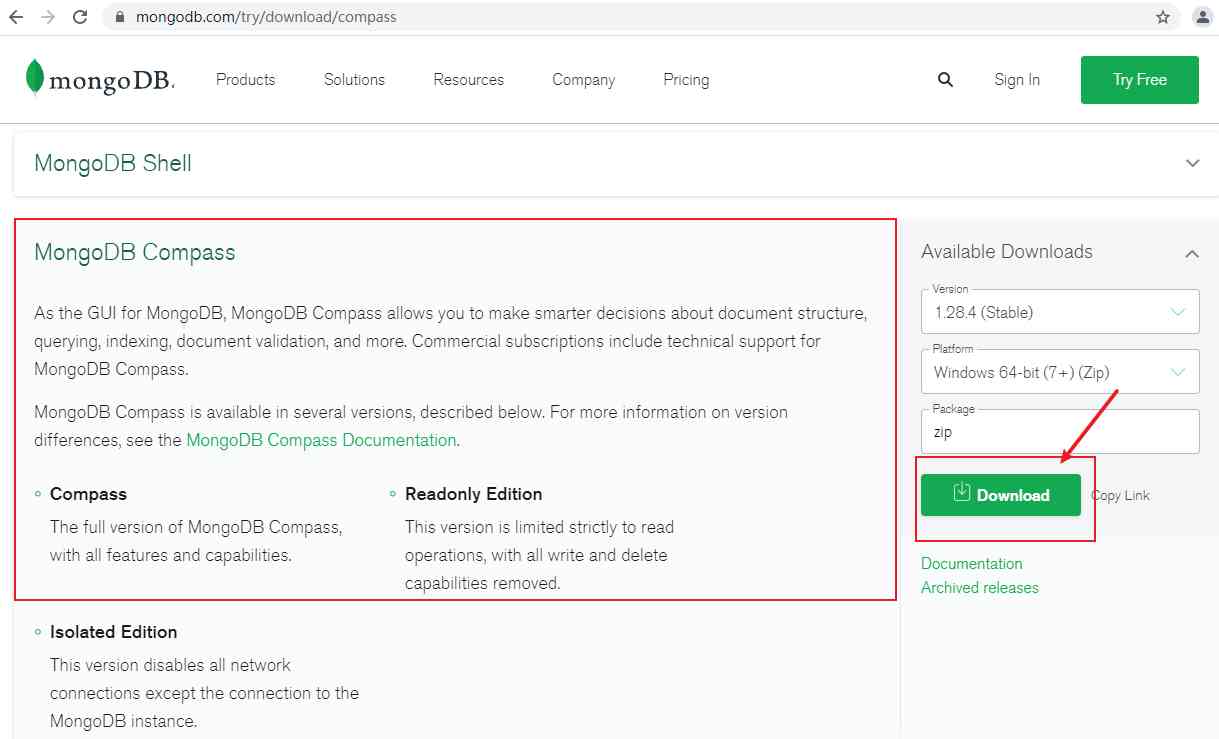 mongodb.com/try/download/compass
mongoDB.
Products Solutions Resources Company Pricing Sign In Try Free
MongoDB Shell
MongoDB Compass
As the GUI for MongoDB, MongoDB Compass allows you to make smarter decisions about document structure,
querying, indexing, document validation, and more. Commercial subscriptions include technical support for
MongoDB Compass.
MongoDB Compass is available in several versions, described below. For more information on version
differences, see the MongoDB Compass Documentation.
Compass
The full version of MongoDB Compass,
with all features and capabilities.
Readonly Edition
This version is limited strictly to read
operations, with all write and delete
capabilities removed.
Isolated Edition
This version disables all network
connections except the connection to the
MongoDB instance.
Available Downloads
Version
1.28.4 (Stable)
Platform
Windows 64-bit (7+) (Zip)
Package
zip
Download
Copy Link
Documentation
Archived releases